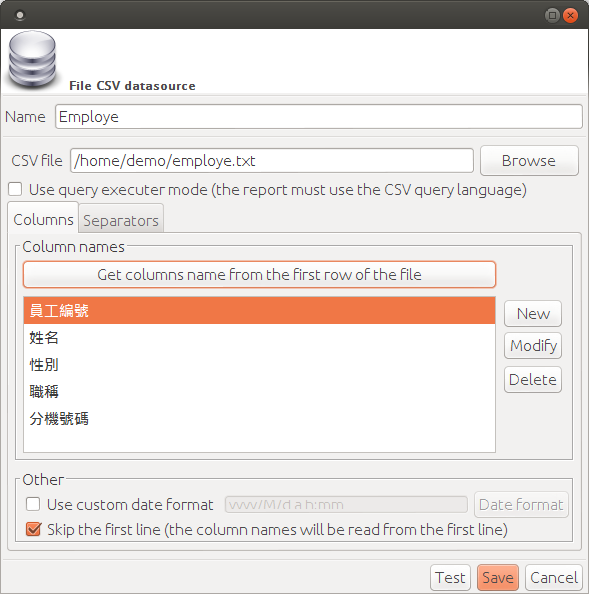 File CSV datasource
Name Employe
CSV file /home/demo/employe.txt Browse
Use query executer mode (the report must use the CSV query language)
Columns Separators
Column names
Get columns name from the first row of the file
員工編號
New
姓名
Modify
性別
Delete
職稱
分機號碼
Other
Use custom date format Date format
Skip the first line (the column names will be read from the first line)
Test Save Cancel